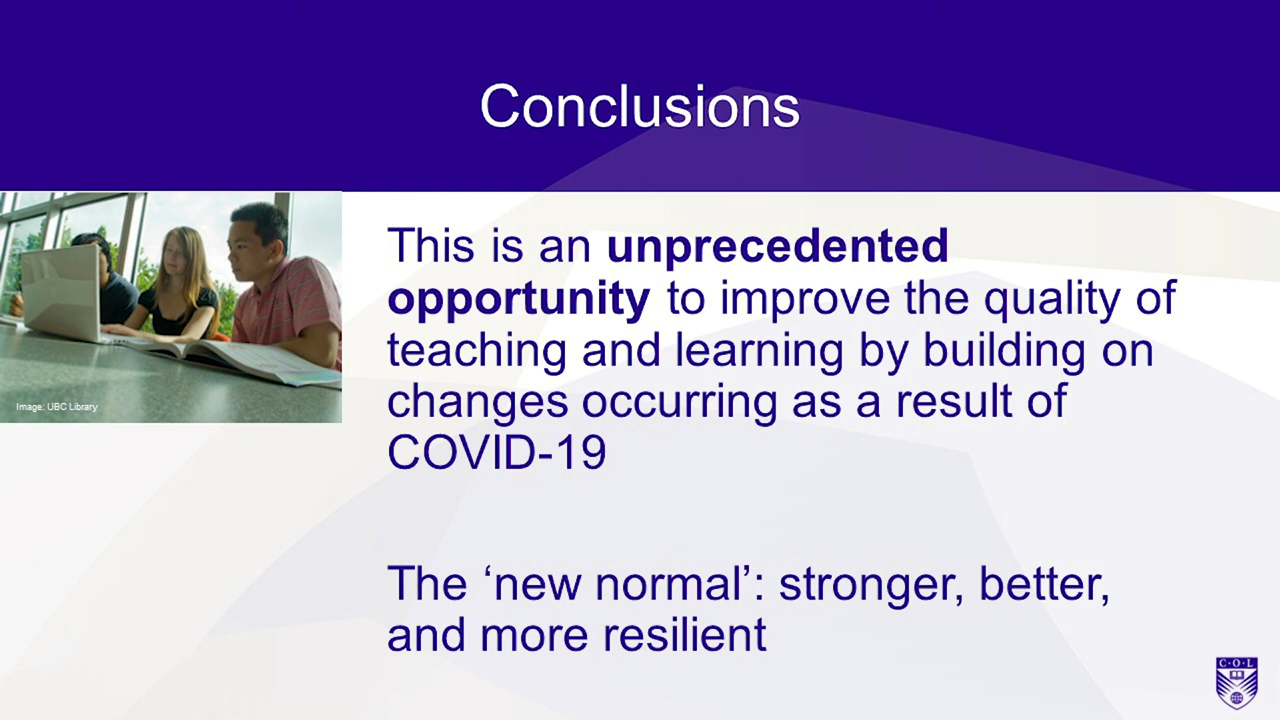 Conclusions
This is an unprecedented
opportunity to improve the quality of
teaching and learning by building on
changes occurring as a result of
COVID-19
Image: UBC Library
The ‘new normal’: stronger, better,
and more resilient
C·O·L